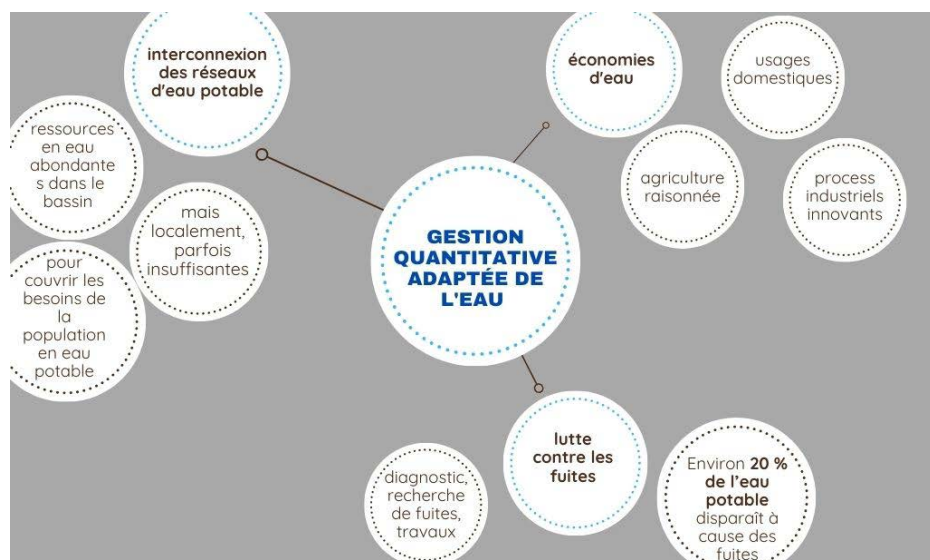 interconnexion
des réseaux
d'eau potable
ressources
en eau
abondante
s dans le
bassin
mais
localement,
parfois
insuffisantes
pour
couvrir les
besoins de
la
population
en eau
potable
GESTION
QUANTITATIVE
ADAPTÉE DE
L'EAU
économies
d'eau
usages
domestiques
agriculture
raisonnée
process
industriels
innovants
lutte
contre les
fuites
diagnostic,
recherche
de fuites,
travaux
Environ 20 %
de l'eau
potable
disparaît à
cause des
fuites